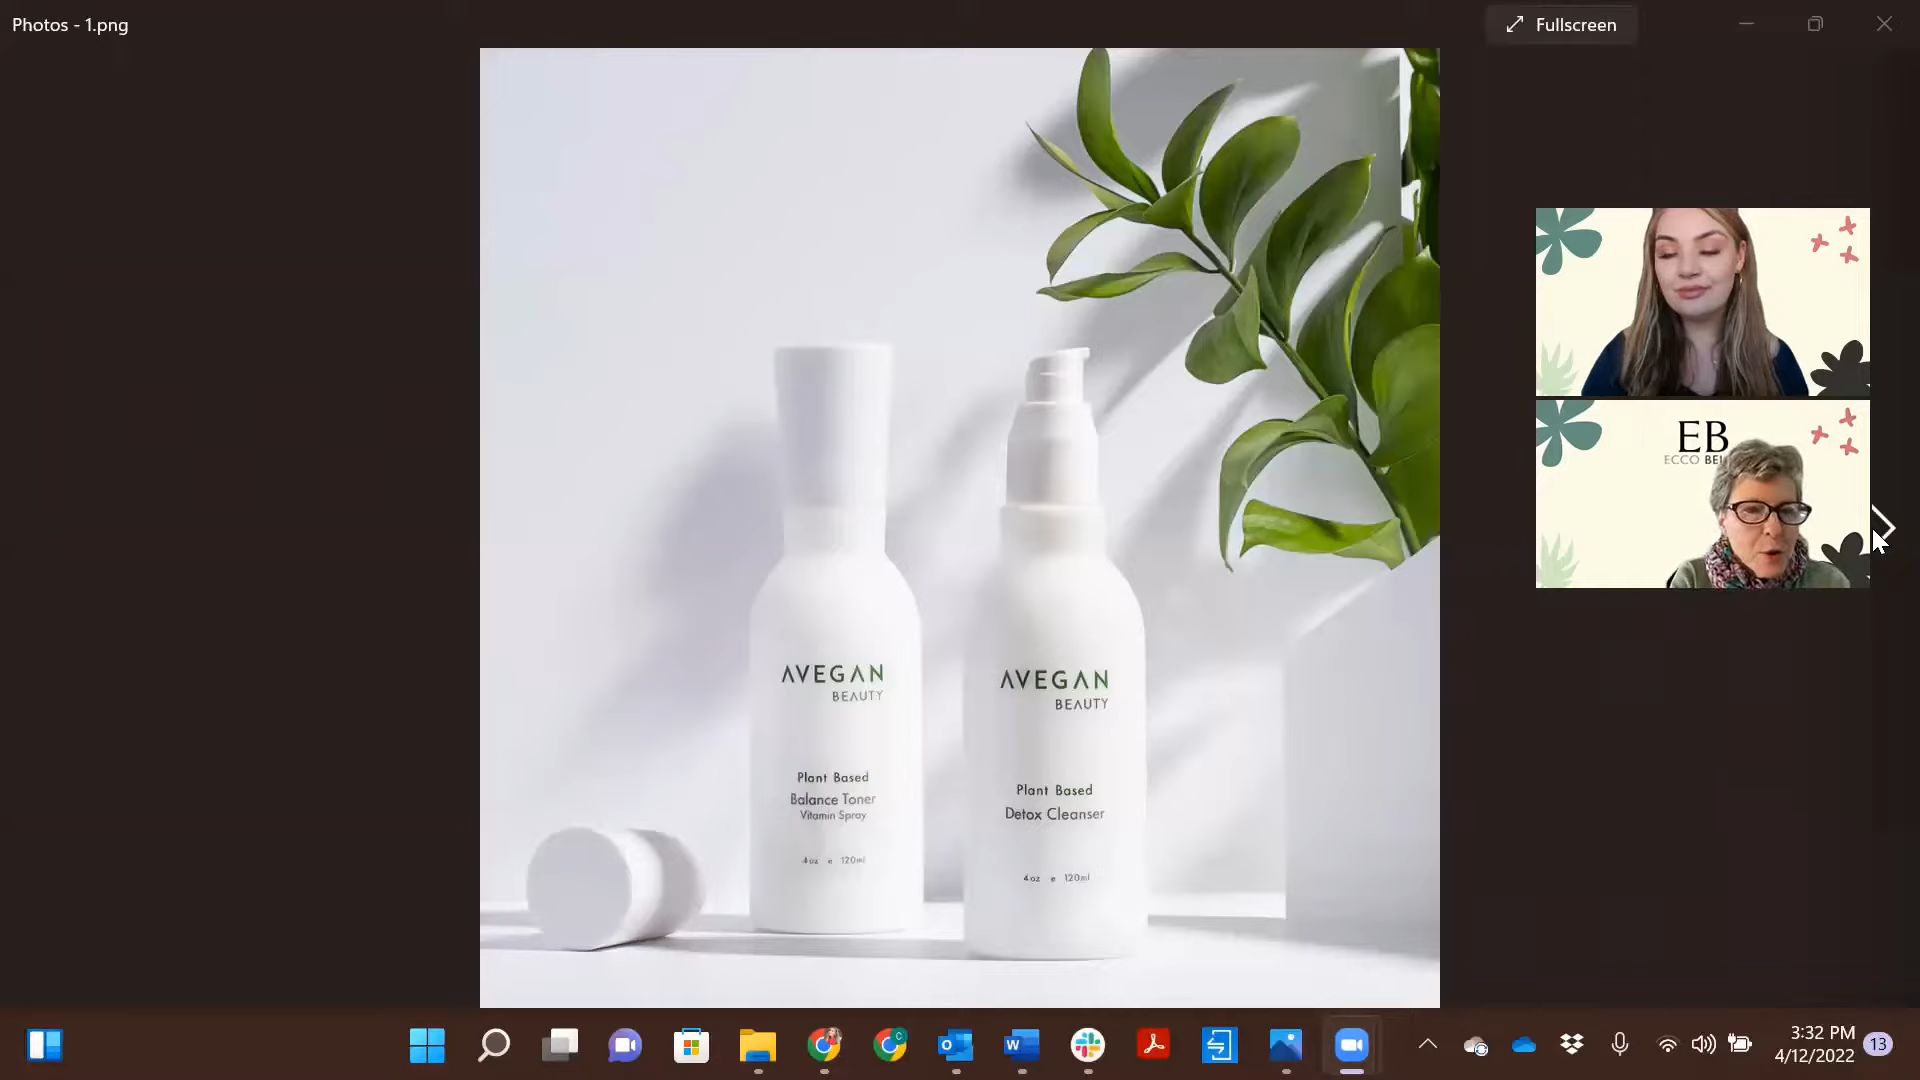 Photos - 1.png
Fullscreen
EB
ECCO BE
AVEGAN
BEAUTY
Plant Based
Balance Toner
Vitamin Spray
4oz e 120ml
AVEGAN
BEAUTY
Plant Based
Detox Cleanser
4oz e 120ml
3:32 PM
4/12/2022
13